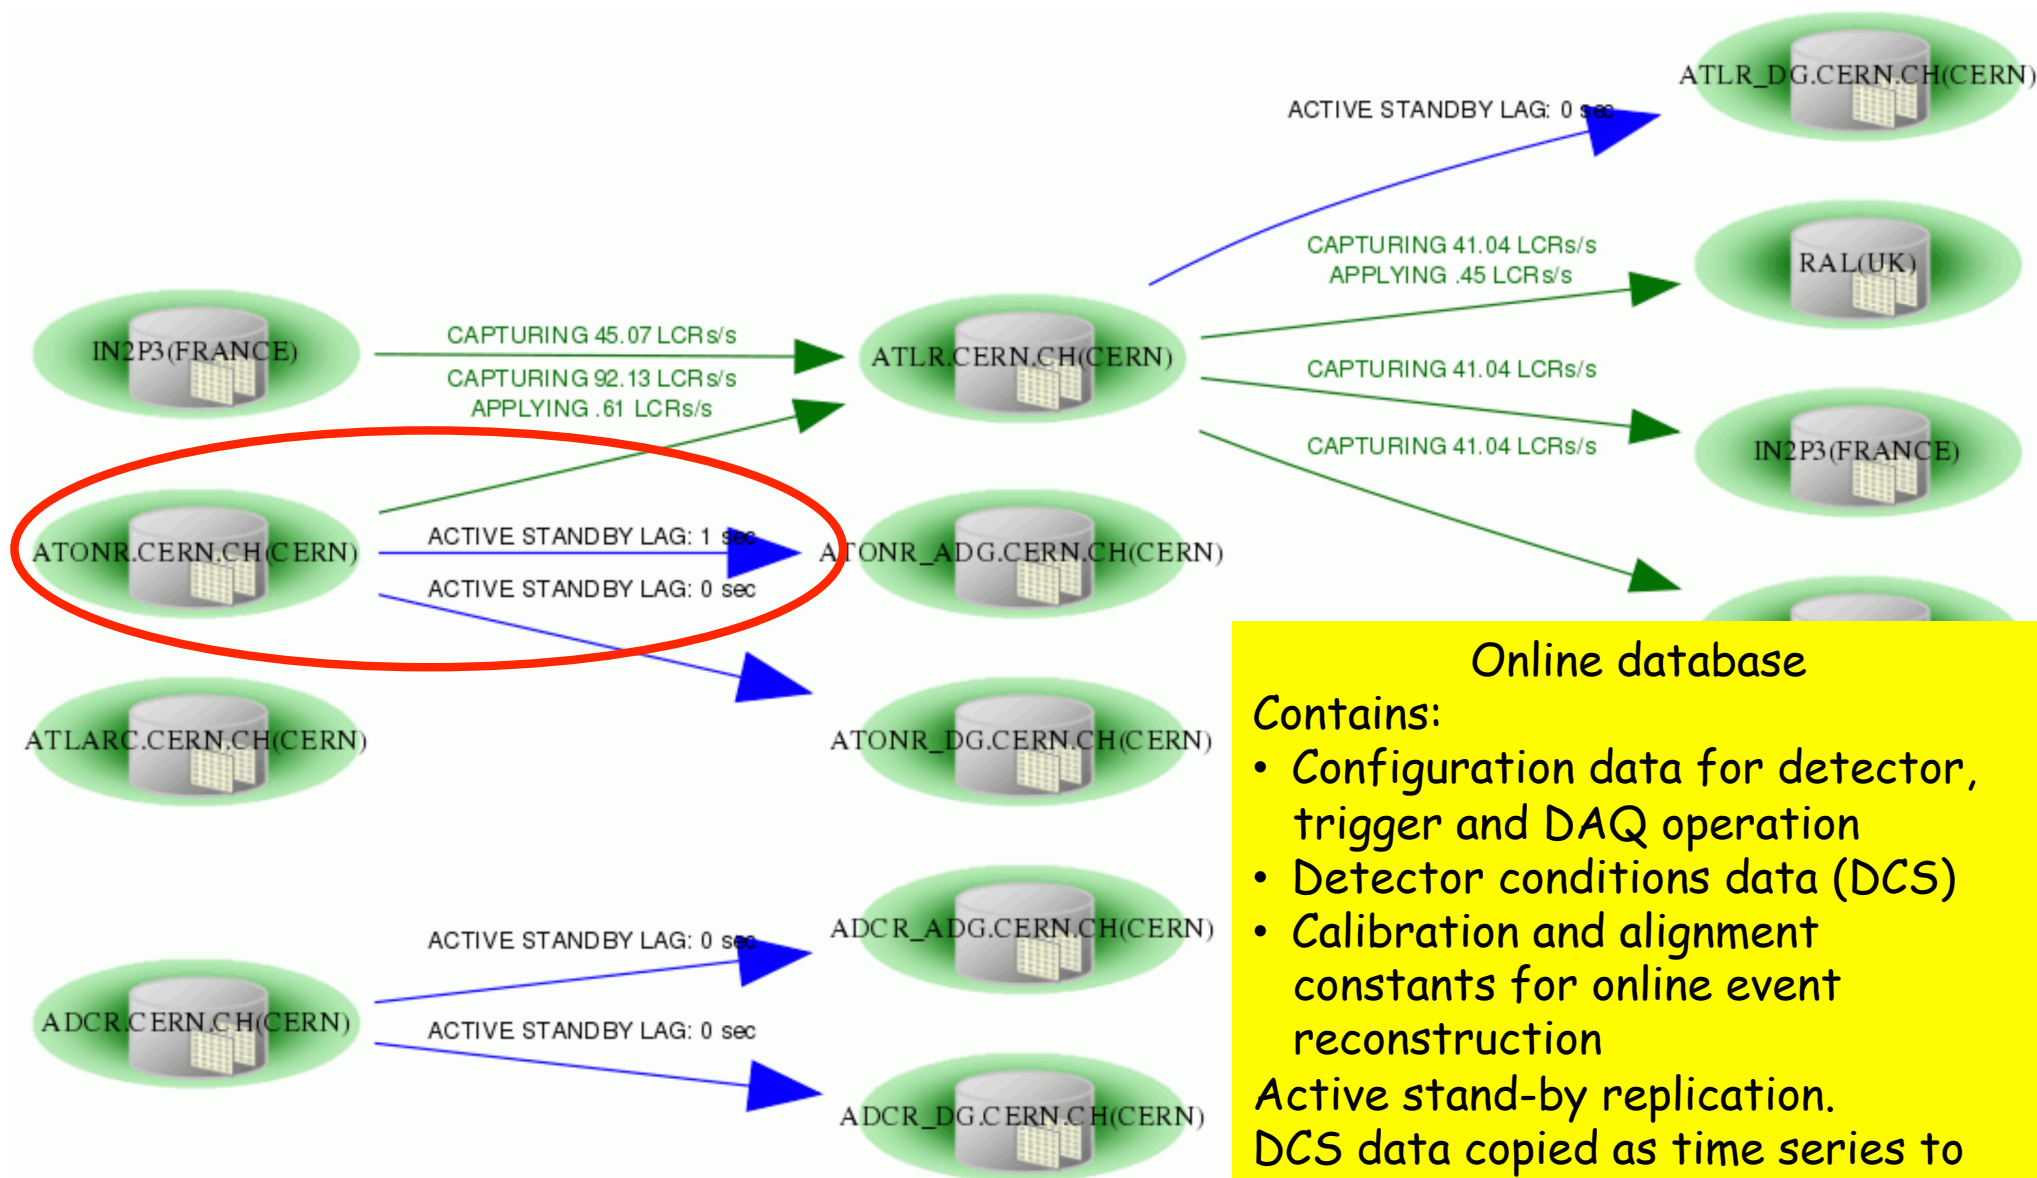 ATLR_DG.CERN.CH(CERN)
ACTIVE STANDBY LAG: 0 sec
CAPTURING 41.04 LCRs/s
APPLYING .45 LCRs/s
RAL(UK)
CAPTURING 45.07 LCRs/s
IN2P3(FRANCE)
ATLR.CERN.CH(CERN)
CAPTURING 92.13 LCRs/s
APPLYING .61 LCRs/s
CAPTURING 41.04 LCRs/s
CAPTURING 41.04 LCRs/s
IN2P3(FRANCE)
ATONR.CERN.CH(CERN)
ACTIVE STANDBY LAG: 1 sec
ATONR_ADG.CERN.CH(CERN)
ACTIVE STANDBY LAG: 0 sec
ATLARC.CERN.CH(CERN)
ATONR_DG.CERN.CH(CERN)
ACTIVE STANDBY LAG: 0 sec
ADCR_ADG.CERN.CH(CERN)
ADCR.CERN.CH(CERN)
ACTIVE STANDBY LAG: 0 sec
ADCR_DG.CERN.CH(CERN)
Online database
Contains:
• Configuration data for detector,
trigger and DAQ operation
• Detector conditions data (DCS)
• Calibration and alignment
constants for online event
reconstruction
Active stand-by replication.
DCS data copied as time series to